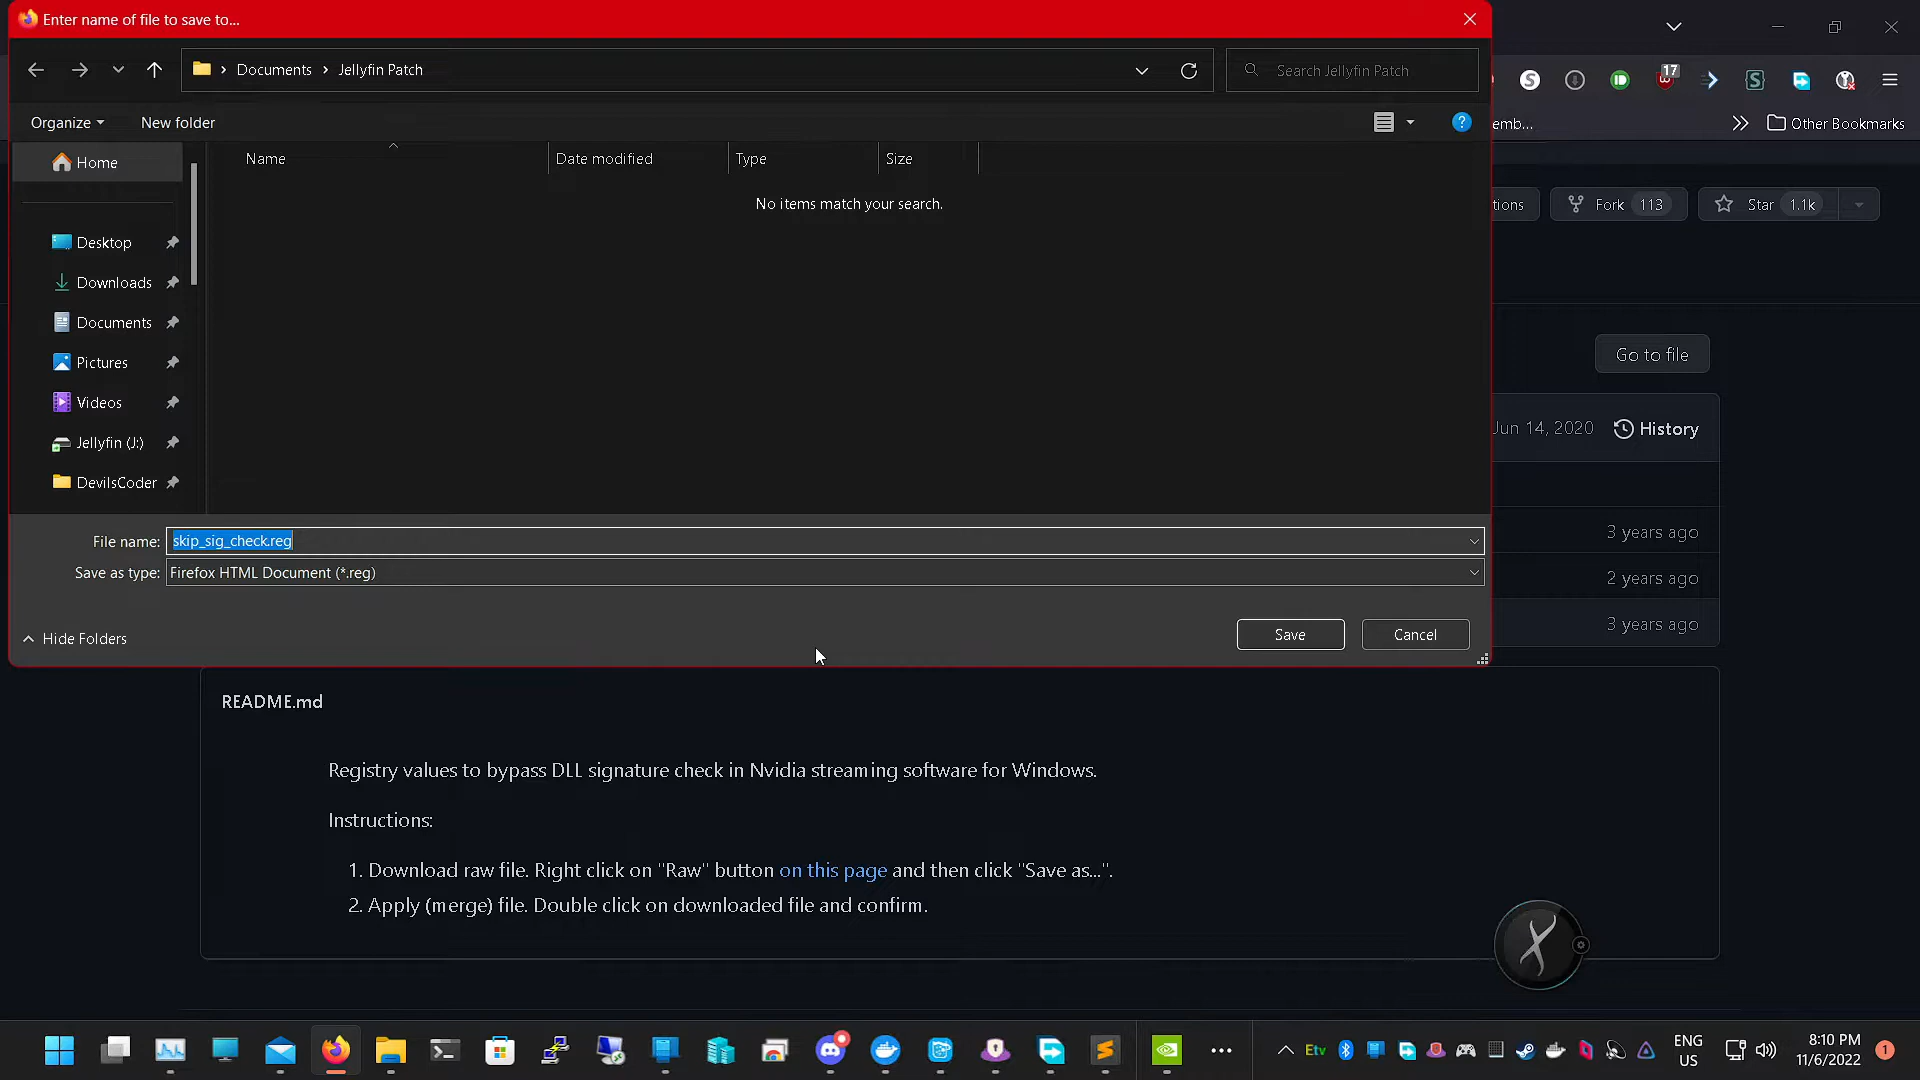 Enter name of file to save to...
Documents
Jellyfin Patch
Search Jellyfin Patch
17
Organize
New folder
emb...
Other Bookmarks
Name
Date modified
Type
Size
No items match your search.
Home
Desktop
Downloads
Documents
Pictures
Videos
Jellyfin (J:)
DevilsCoder
tions
Fork 113
Star 1.1k
Go to file
Jun 14, 2020
History
3 years ago
2 years ago
3 years ago
File name: skip_sig_check.reg
Save as type: Firefox HTML Document (*.reg)
Hide Folders
Save
Cancel
README.md
Registry values to bypass DLL signature check in Nvidia streaming software for Windows.
Instructions:
1. Download raw file. Right click on "Raw" button on this page and then click "Save as...".
2. Apply (merge) file. Double click on downloaded file and confirm.
Etv
ENG
US
8:10 PM
11/6/2022
1